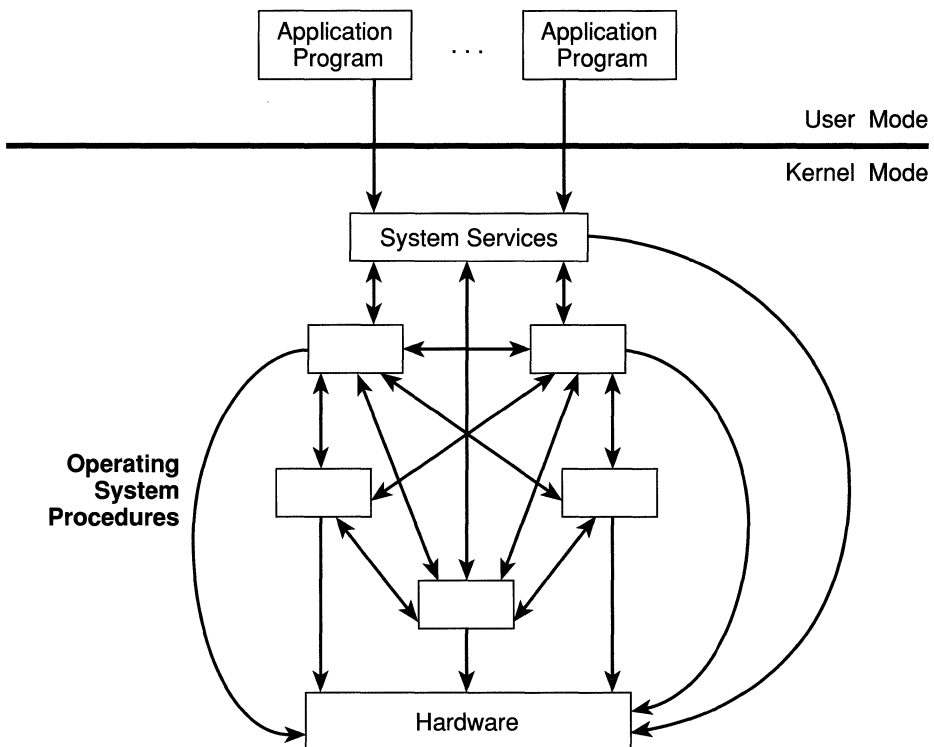 Application
Program
. . .
Application
Program
User Mode
Kernel Mode
System Services
Operating
System
Procedures
Hardware